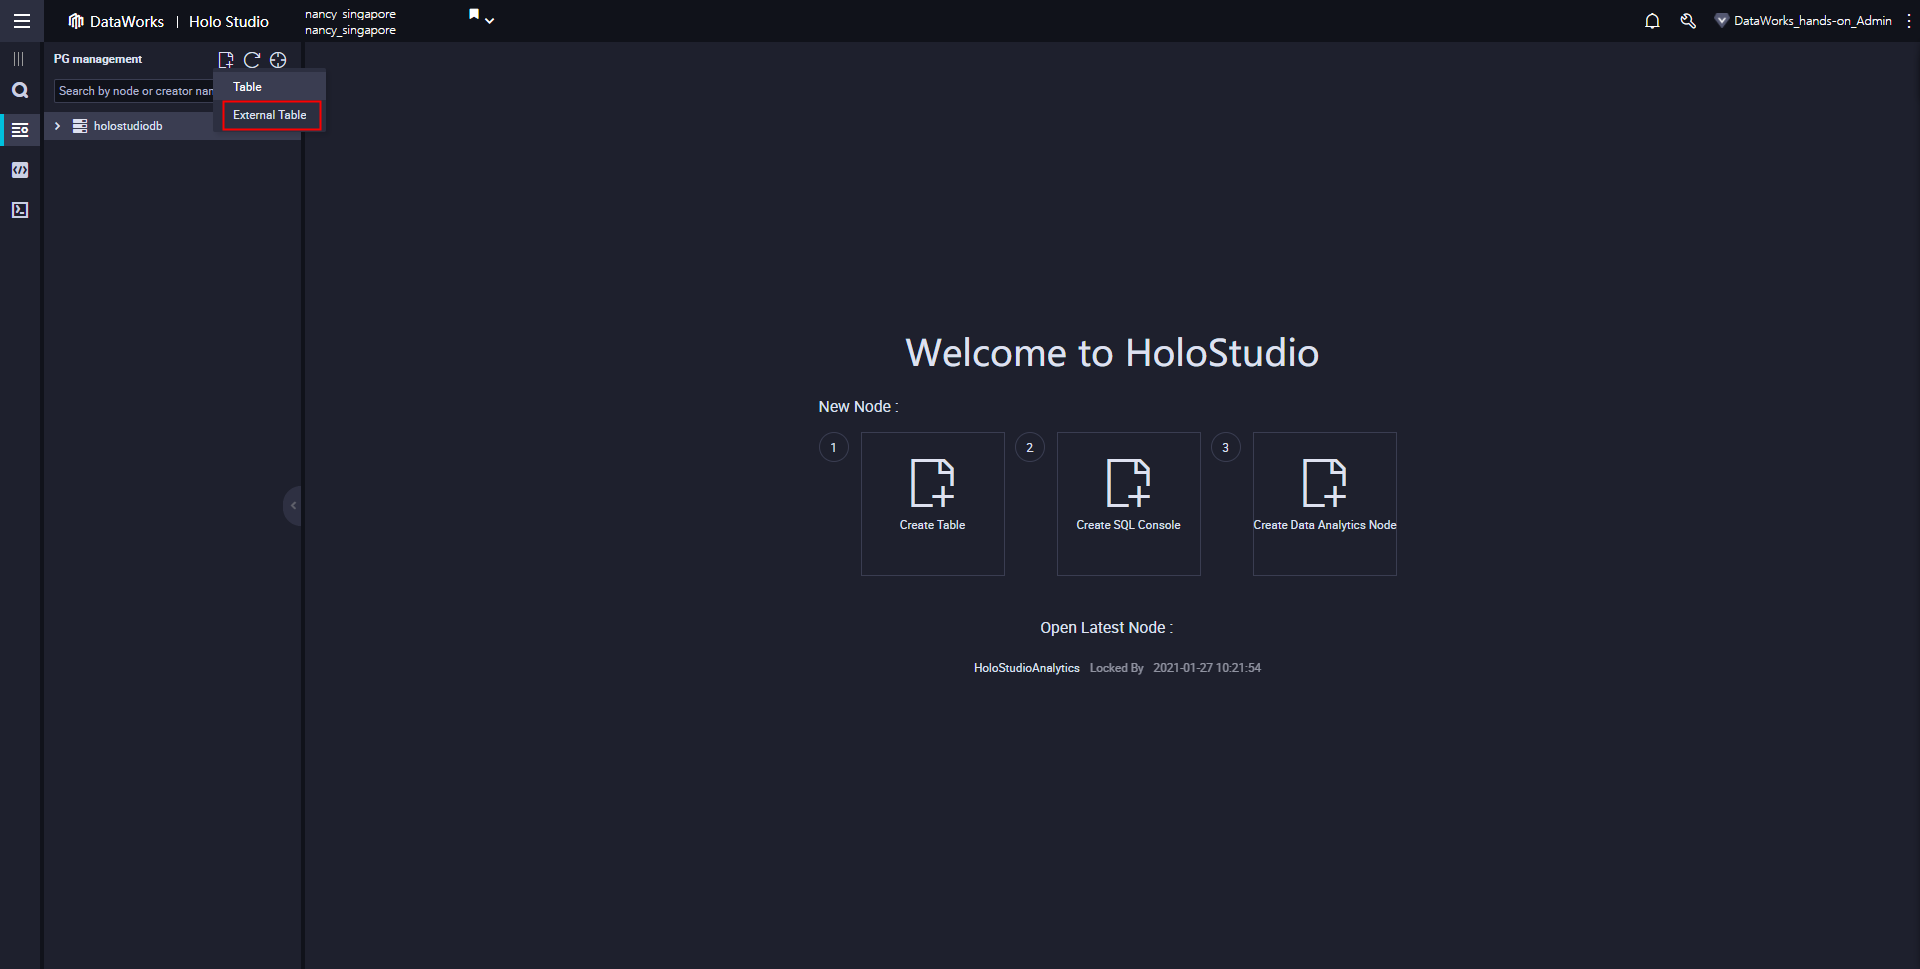 DataWorks | Holo Studio
nancy_singapore
nancy_singapore
DataWorks_hands-on_Admin
PG management
Search by node or creator nan
Table
External Table
holostudiodb
Welcome to HoloStudio
New Node :
1
Create Table
2
Create SQL Console
3
Create Data Analytics Node
Open Latest Node :
HoloStudioAnalytics Locked By 2021-01-27 10:21:54